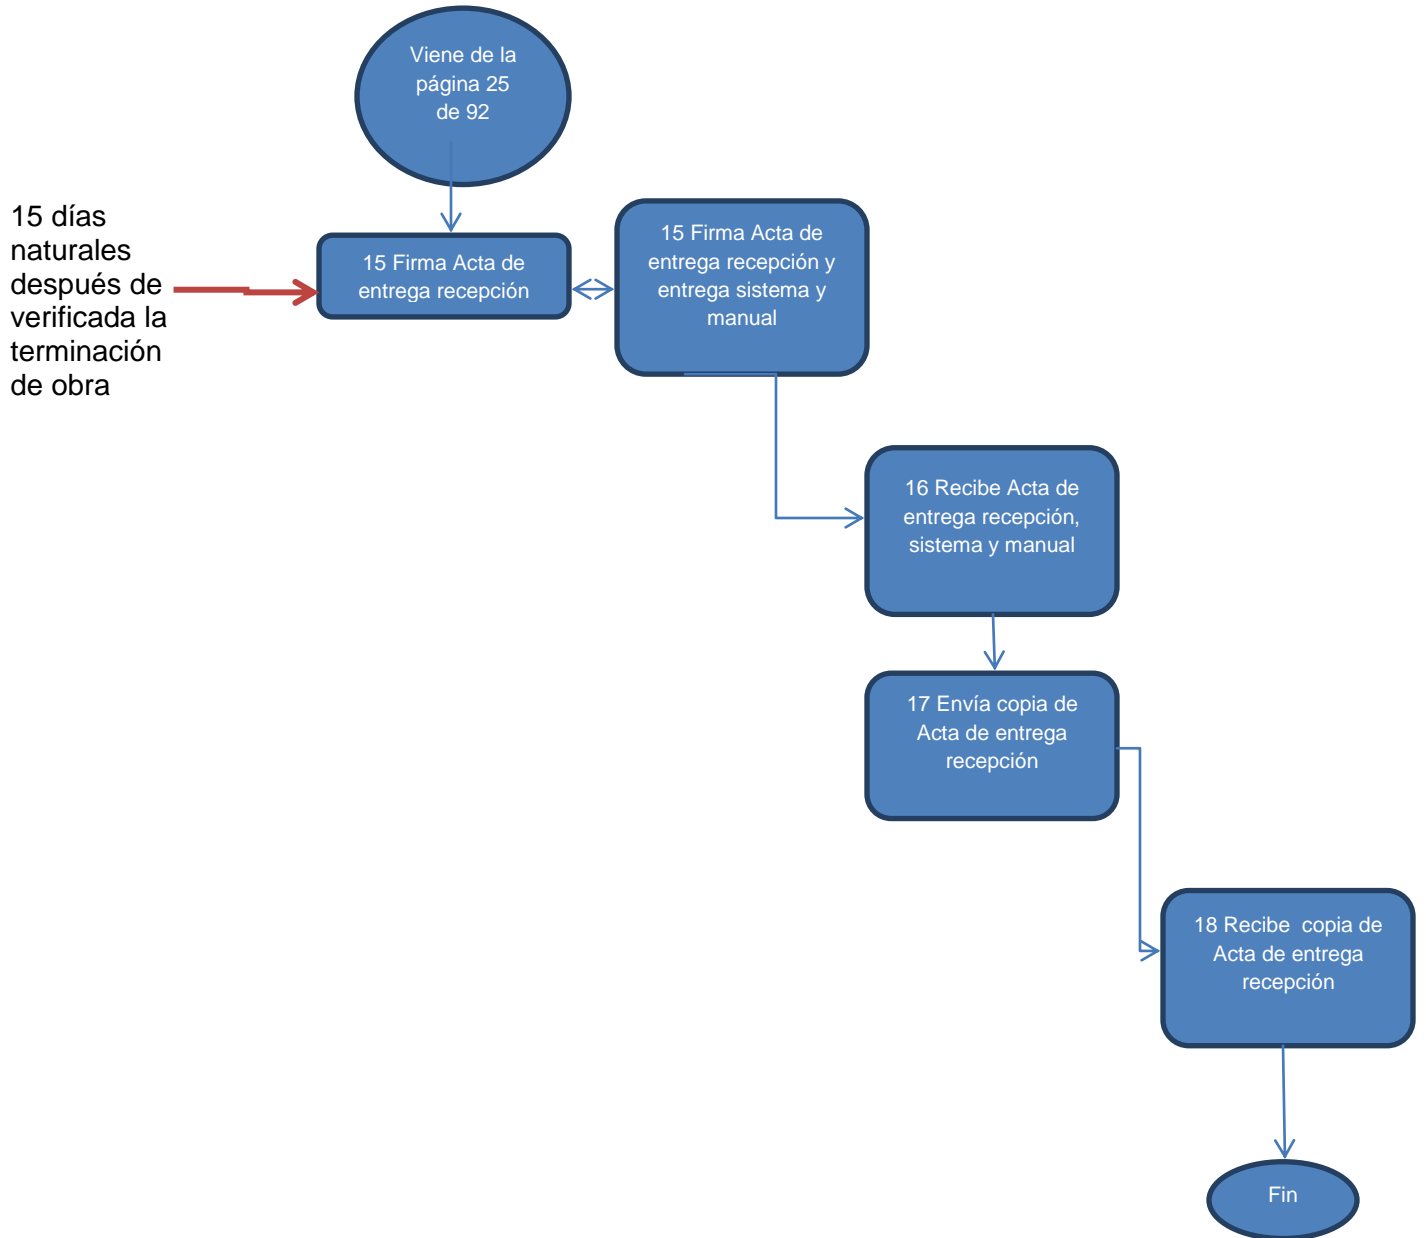 Viene de la
página 25
de 92
15 días
naturales
después de
verificada la
terminación
de obra
15 Firma Acta de
entrega recepción
15 Firma Acta de
entrega recepción y
entrega sistema y
manual
16 Recibe Acta de
entrega recepción,
sistema y manual
17 Envía copia de
Acta de entrega
recepción
18 Recibe  copia de
Acta de entrega
recepción
Fin